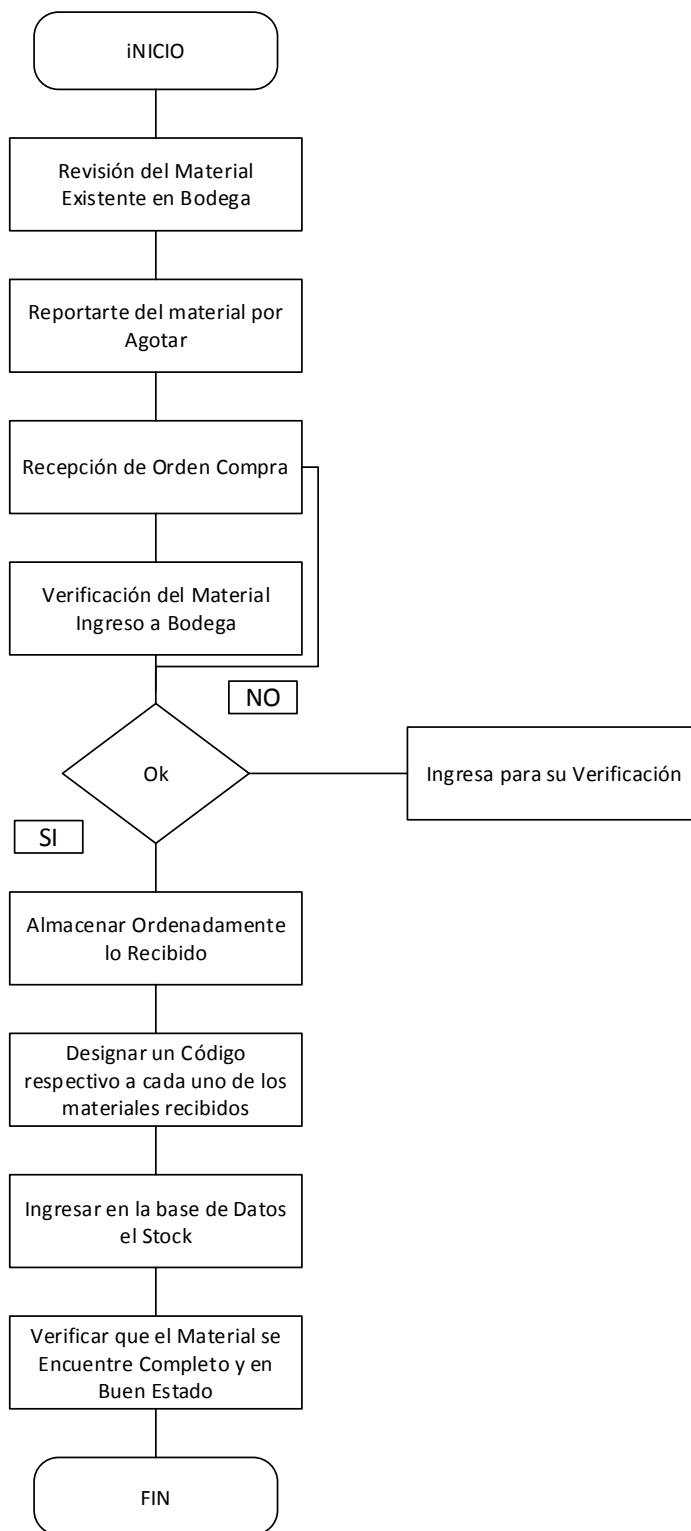 iNICIO
Revisión del Material
Existente en Bodega
Reportarte del material por
Agotar
Recepción de Orden Compra
Verificación del Material
Ingreso a Bodega
NO
Ok
Ingresa para su Verificación
SI
Almacenar Ordenadamente
lo Recibido
Designar un Código
respectivo a cada uno de los
materiales recibidos
Ingresar en la base de Datos
el Stock
Verificar que el Material se
Encuentre Completo y en
Buen Estado
FIN